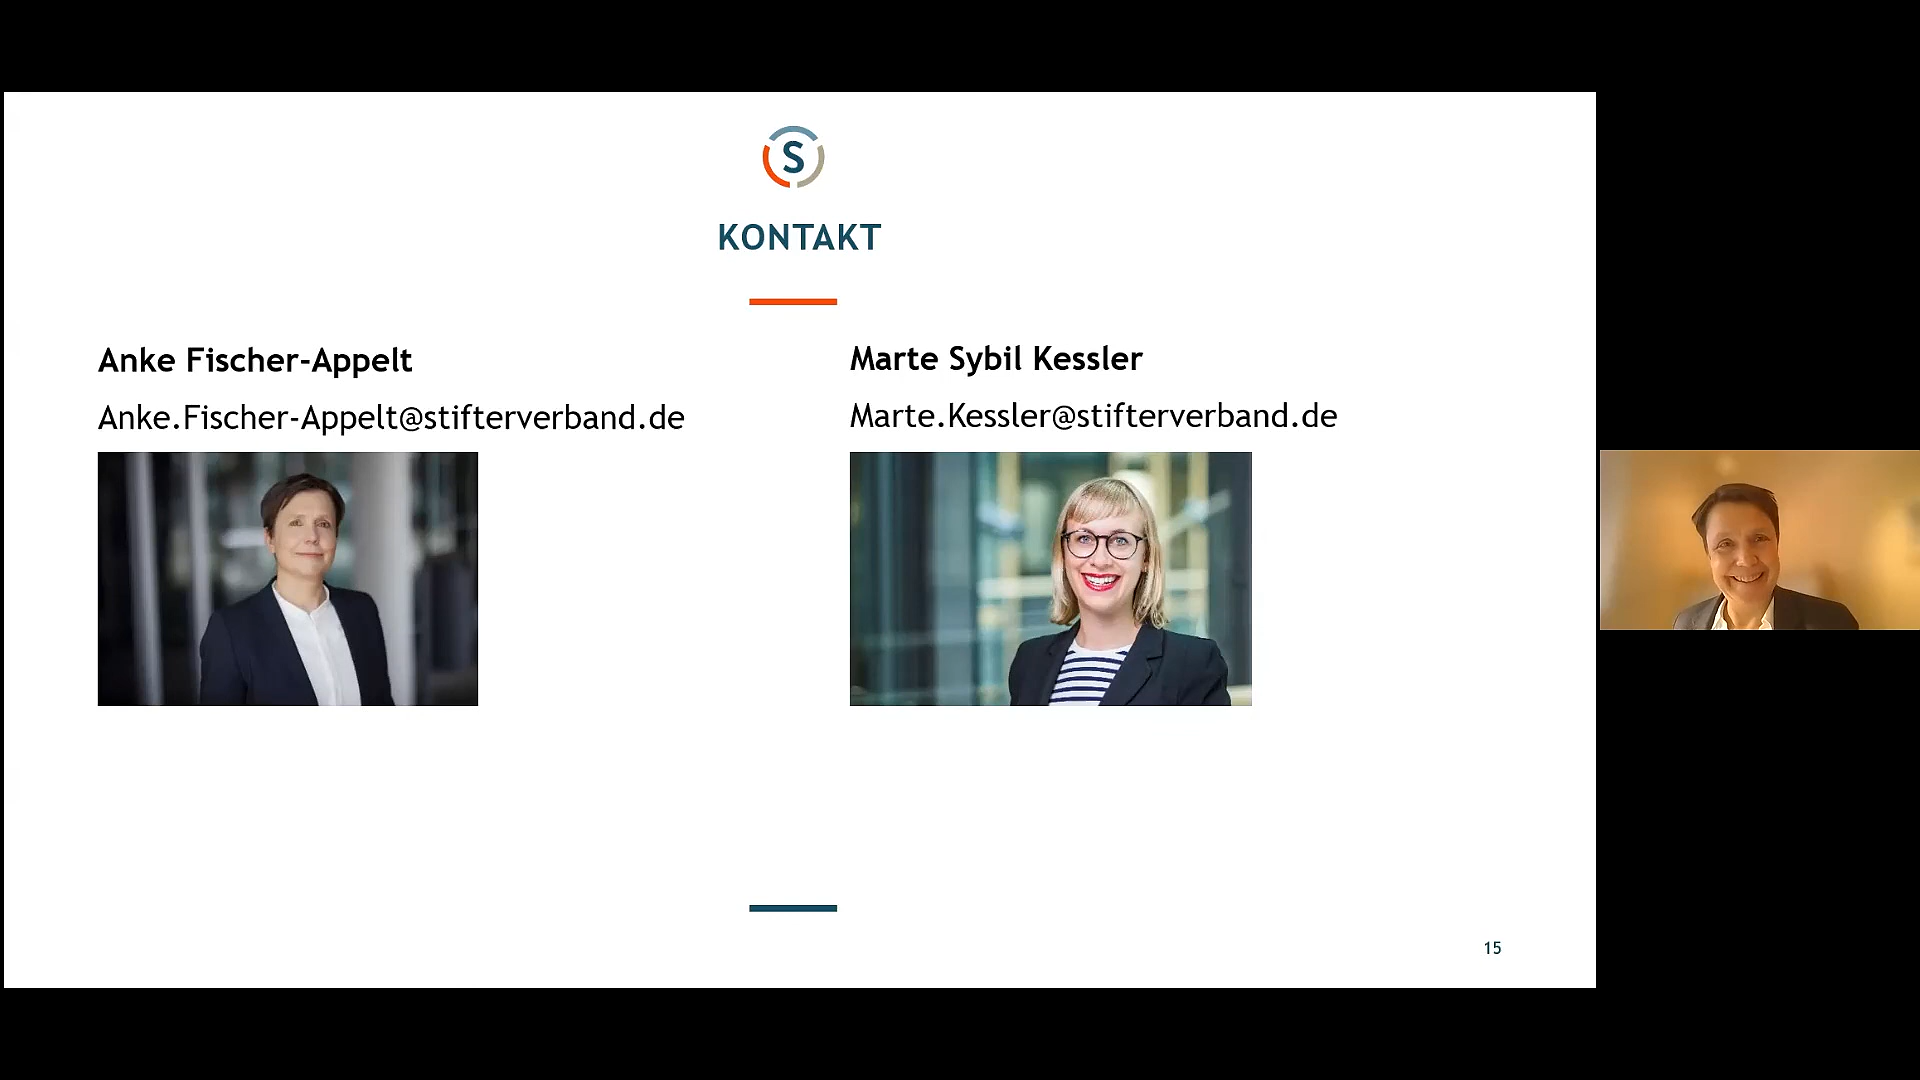 S
KONTAKT
Anke Fischer-Appelt
Anke.Fischer-Appelt@stifterverband.de
Marte Sybil Kessler
Marte.Kessler@stifterverband.de
15